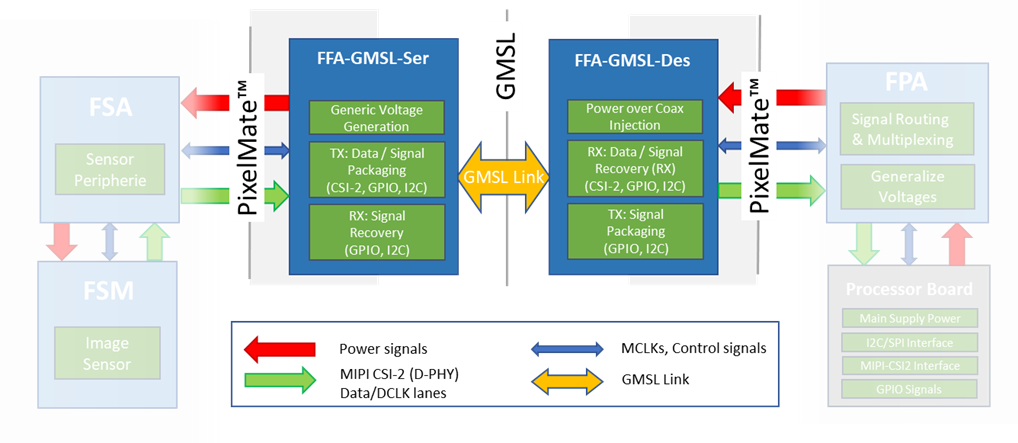 FSA
Sensor
Peripherie
FSM
Image
Sensor
PixelMate™
FFA-GMSL-Ser
Generic Voltage
Generation
TX: Data / Signal
Packaging
(CSI-2, GPIO, I2C)
RX: Signal
Recovery
(GPIO, I2C)
GMSL
GMSL Link
FFA-GMSL-Des
Power over Coax
Injection
RX: Data / Signal
Recovery (RX)
(CSI-2, GPIO, I2C)
TX: Signal
Packaging
(GPIO, I2C)
PixelMate™
FPA
Signal Routing
& Multiplexing
Generalize
Voltages
Processor Board
Main Supply Power
I2C/SPI Interface
MIPI-CSI2 Interface
GPIO Signals
Power signals
MIPI CSI-2 (D-PHY)
Data/DCLK lanes
MCLKs, Control signals
GMSL Link